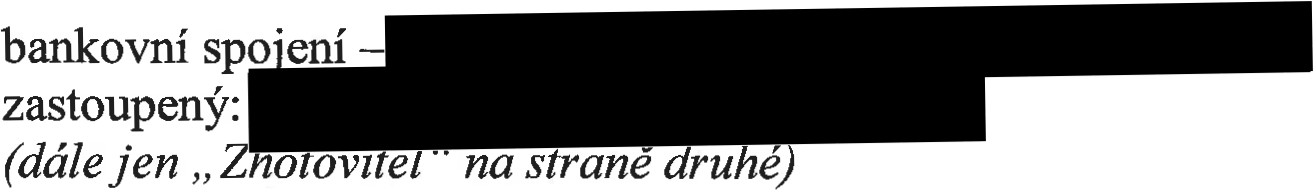 bankovní spojení –
zastoupený:
(dále jen „Zhotovitel“ na straně druhé)